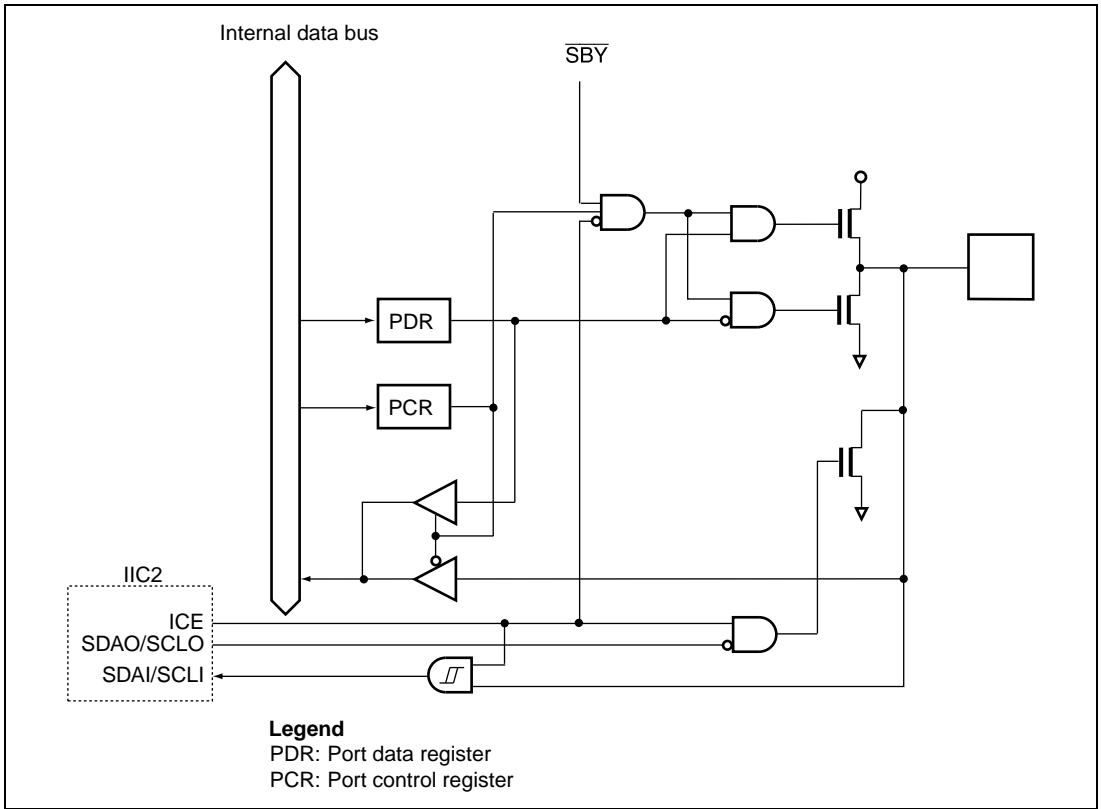 Internal data bus
SBY
PDR
PCR
IIC2
ICE
SDAO/SCLO
SDAI/SCLI
Legend
PDR: Port data register
PCR: Port control register